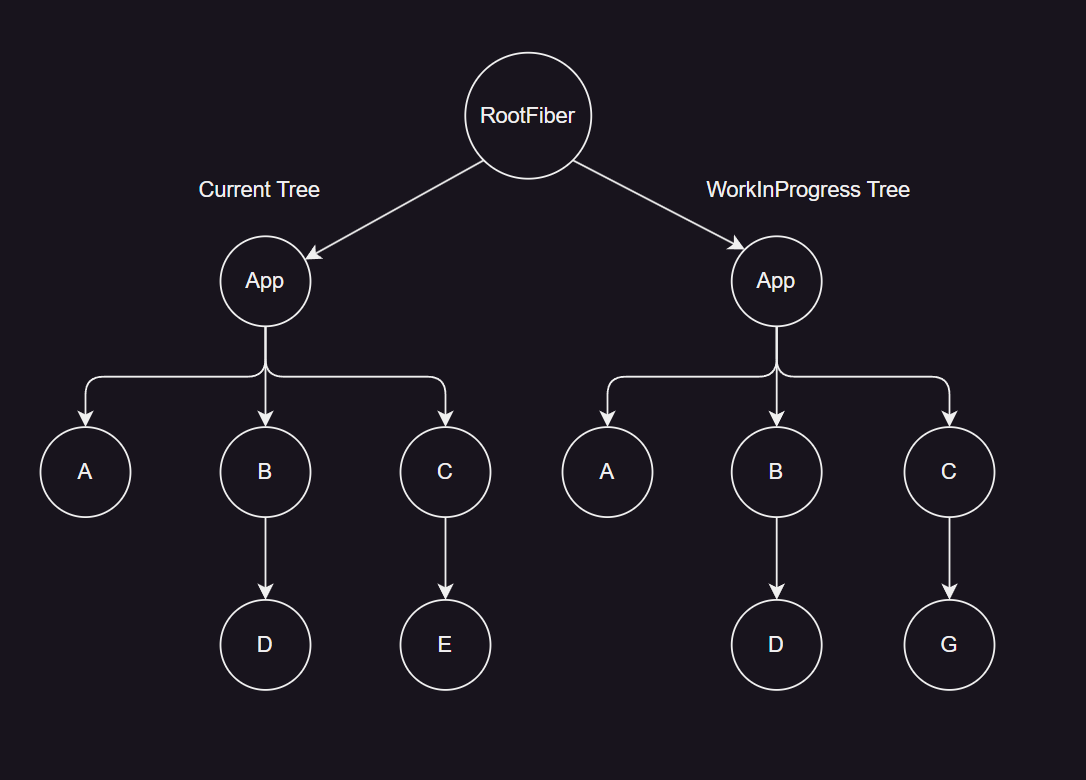 RootFiber
Current Tree
WorkInProgress Tree
App
App
A
B
C
A
B
C
D
E
D
G